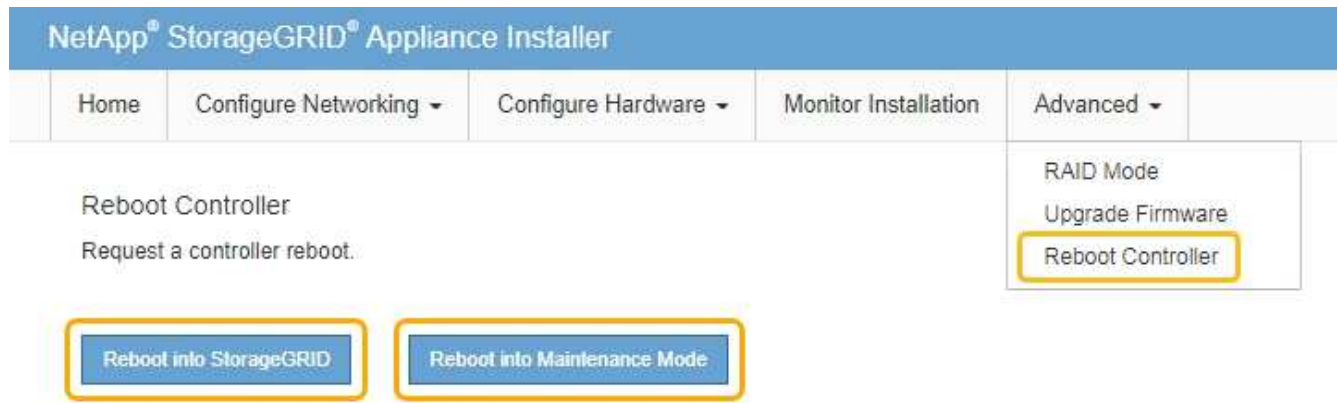 NetApp® StorageGRID® Appliance Installer
Home Configure Networking Configure Hardware Monitor Installation Advanced
RAID Mode
Upgrade Firmware
Reboot Controller
Reboot Controller
Request a controller reboot.
Reboot into StorageGRID Reboot into Maintenance Mode